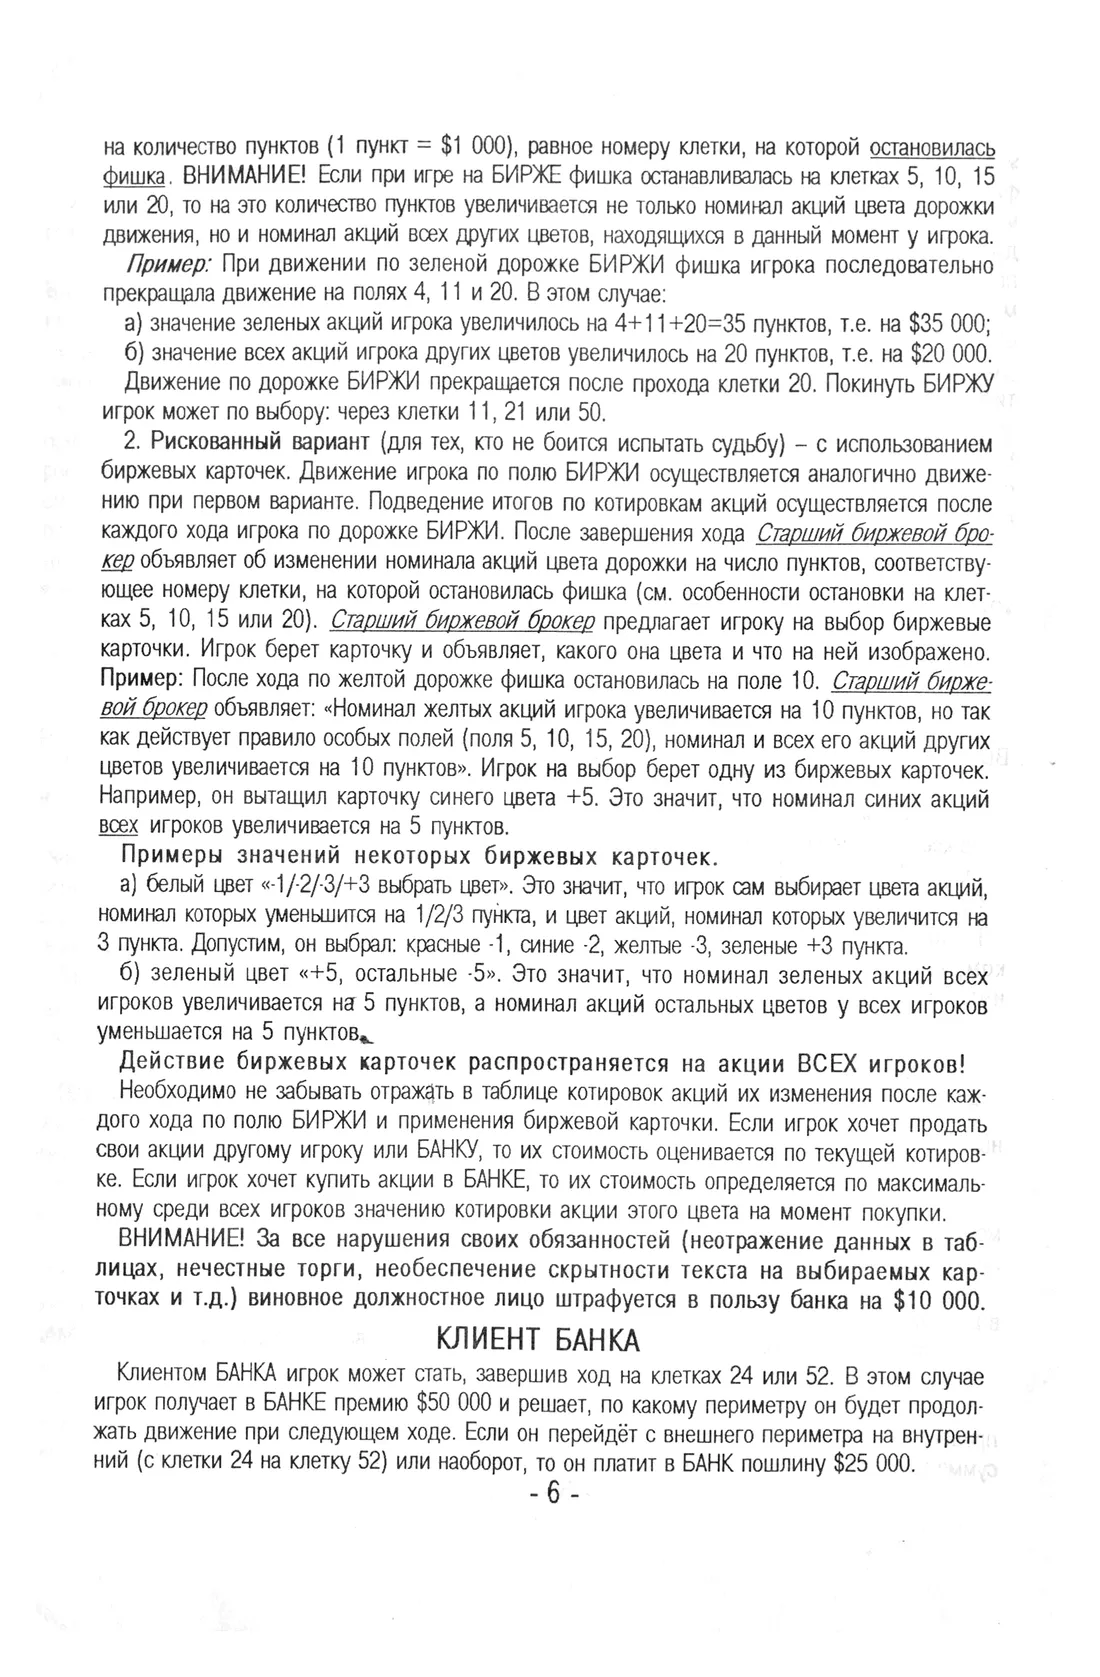 на количество пунктов (1 пункт = $1 000), равное номеру клетки, на которой остановилась
фишка. ВНИМАНИЕ! Если при игре на БИРЖЕ фишка останавливалась на клетках 5, 10, 15
или 20, то на это количество пунктов увеличивается не только номинал акций цвета дорожки
движения, но и номинал акций всех других цветов, находящихся в данный момент у игрока.
Пример: При движении по зеленой дорожке БИРЖИ фишка игрока последовательно
прекращала движение на полях 4, 11 и 20. В этом случае:
а) значение зеленых акций игрока увеличилось на 4+11+20=35 пунктов, т.е. на $35 000;
б) значение всех акций игрока других цветов увеличилось на 20 пунктов, т.е. на $20 000.
Движение по дорожке БИРЖИ прекращается после прохода клетки 20. Покинуть БИРЖУ
игрок может по выбору: через клетки 11, 21 или 50.
2. Рискованный вариант (для тех, кто не боится испытать судьбу) – с использованием
биржевых карточек. Движение игрока по полю БИРЖИ осуществляется аналогично движе-
нию при первом варианте. Подведение итогов по котировкам акций осуществляется после
каждого хода игрока по дорожке БИРЖИ. После завершения хода Старший биржевой бро-
кер объявляет об изменении номинала акций цвета дорожки на число пунктов, соответству-
ющее номеру клетки, на которой остановилась фишка (см. особенности остановки на клет-
ках 5, 10, 15 или 20). Старший биржевой брокер предлагает игроку на выбор биржевые
карточки. Игрок берет карточку и объявляет, какого она цвета и что на ней изображено.
Пример: После хода по желтой дорожке фишка остановилась на поле 10. Старший бирже-
вой брокер объявляет: «Номинал желтых акций игрока увеличивается на 10 пунктов, но так
как действует правило особых полей (поля 5, 10, 15, 20), номинал и всех его акций других
цветов увеличивается на 10 пунктов». Игрок на выбор берет одну из биржевых карточек.
Например, он вытащил карточку синего цвета +5. Это значит, что номинал синих акций
всех игроков увеличивается на 5 пунктов.
Примеры значений некоторых биржевых карточек.
а) белый цвет «-1/-2/-3/+3 выбрать цвет». Это значит, что игрок сам выбирает цвета акций,
номинал которых уменьшится на 1/2/3 пункта, и цвет акций, номинал которых увеличится на
3 пункта. Допустим, он выбрал: красные -1, синие -2, желтые -3, зеленые +3 пункта.
б) зеленый цвет «+5, остальные -5». Это значит, что номинал зеленых акций всех
игроков увеличивается на 5 пунктов, а номинал акций остальных цветов у всех игроков
уменьшается на 5 пунктов.
Действие биржевых карточек распространяется на акции ВСЕХ игроков!
Необходимо не забывать отражать в таблице котировок акций их изменения после каж-
дого хода по полю БИРЖИ и применения биржевой карточки. Если игрок хочет продать
свои акции другому игроку или БАНКУ, то их стоимость оценивается по текущей котиров-
ке. Если игрок хочет купить акции в БАНКЕ, то их стоимость определяется по максималь-
ному среди всех игроков значению котировки акции этого цвета на момент покупки.
ВНИМАНИЕ! За все нарушения своих обязанностей (неотражение данных в таб-
лицах, нечестные торги, необеспечение скрытности текста на выбираемых кар-
точках и т.д.) виновное должностное лицо штрафуется в пользу банка на $10 000.
КЛИЕНТ БАНКА
Клиентом БАНКА игрок может стать, завершив ход на клетках 24 или 52. В этом случае
игрок получает в БАНКЕ премию $50 000 и решает, по какому периметру он будет продол-
жать движение при следующем ходе. Если он перейдёт с внешнего периметра на внутрен-
ний (с клетки 24 на клетку 52) или наоборот, то он платит в БАНК пошлину $25 000.
- 6 -